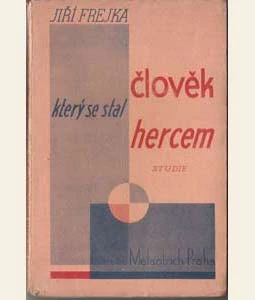 JIŘÍ FREJKA
člověk
který se stal
hercem
STUDIE
Melantrich-Praha